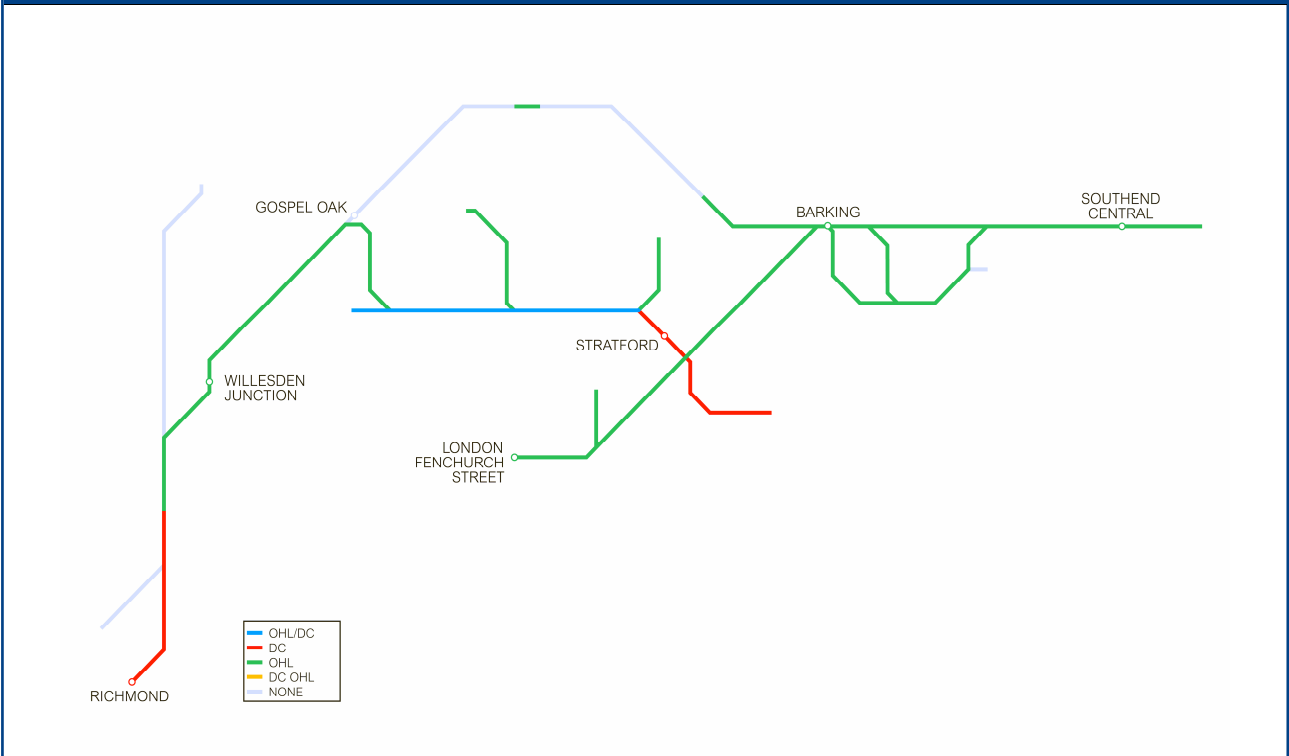 SOUTHEND
CENTRAL
GOSPEL OAK
BARKING
STRATFORD
WILLESDEN
JUNCTION
LONDON
FENCHURCH
STREET
OHL/DC
DC
OHL
DC OHL
NONE
RICHMOND